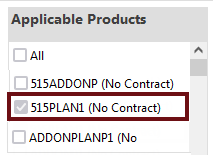 Applicable Products
All
515ADDONP (No Contract)
515PLAN1 (No Contract)
ADDONPLANP1 (No